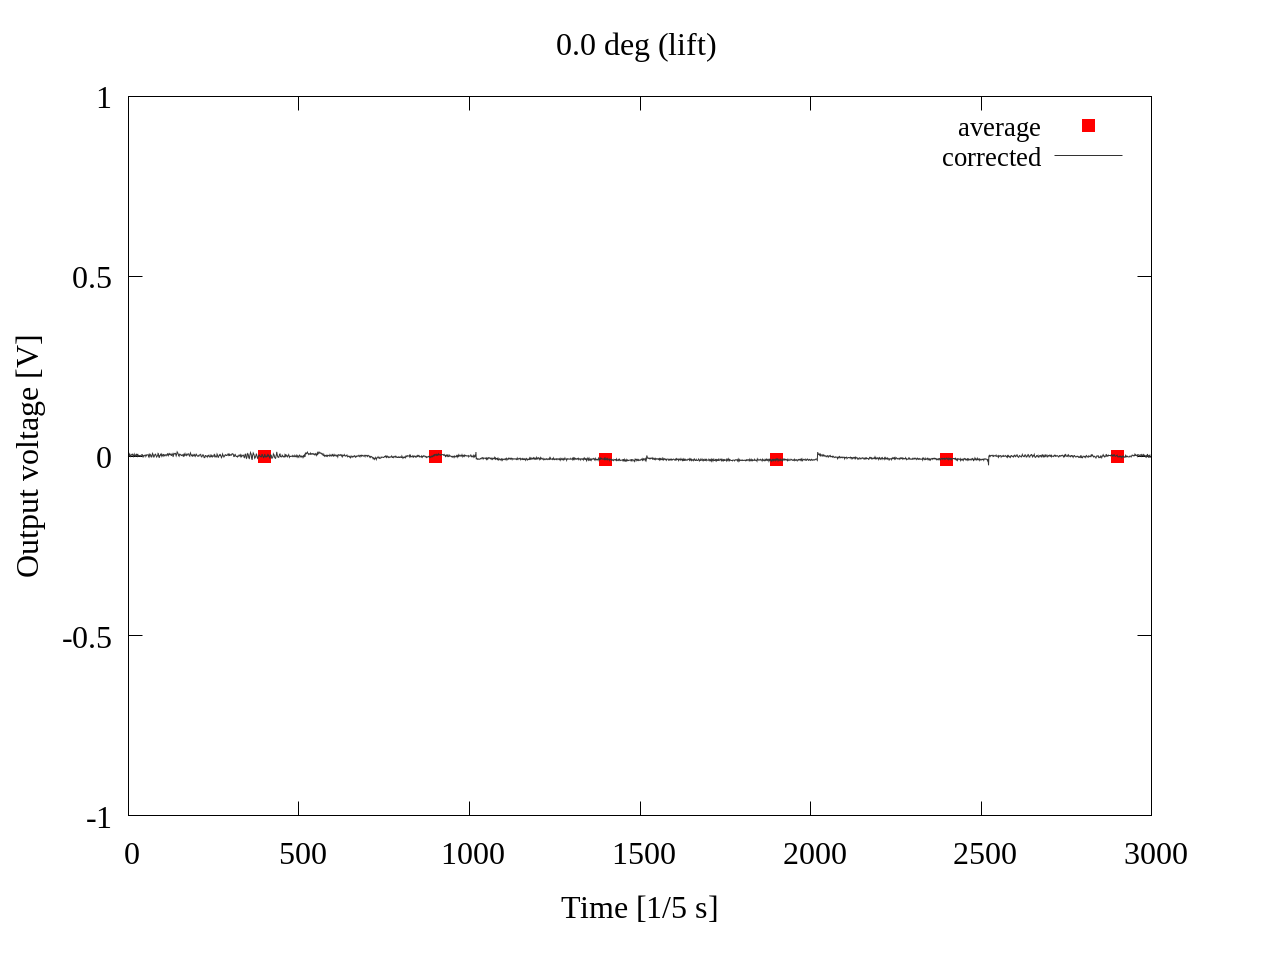 0.0 deg (lift)
1
average
corrected
0.5
Output voltage [V]
0
-0.5
-1
0 500 1000 1500 2000 2500 3000
Time [1/5 s]